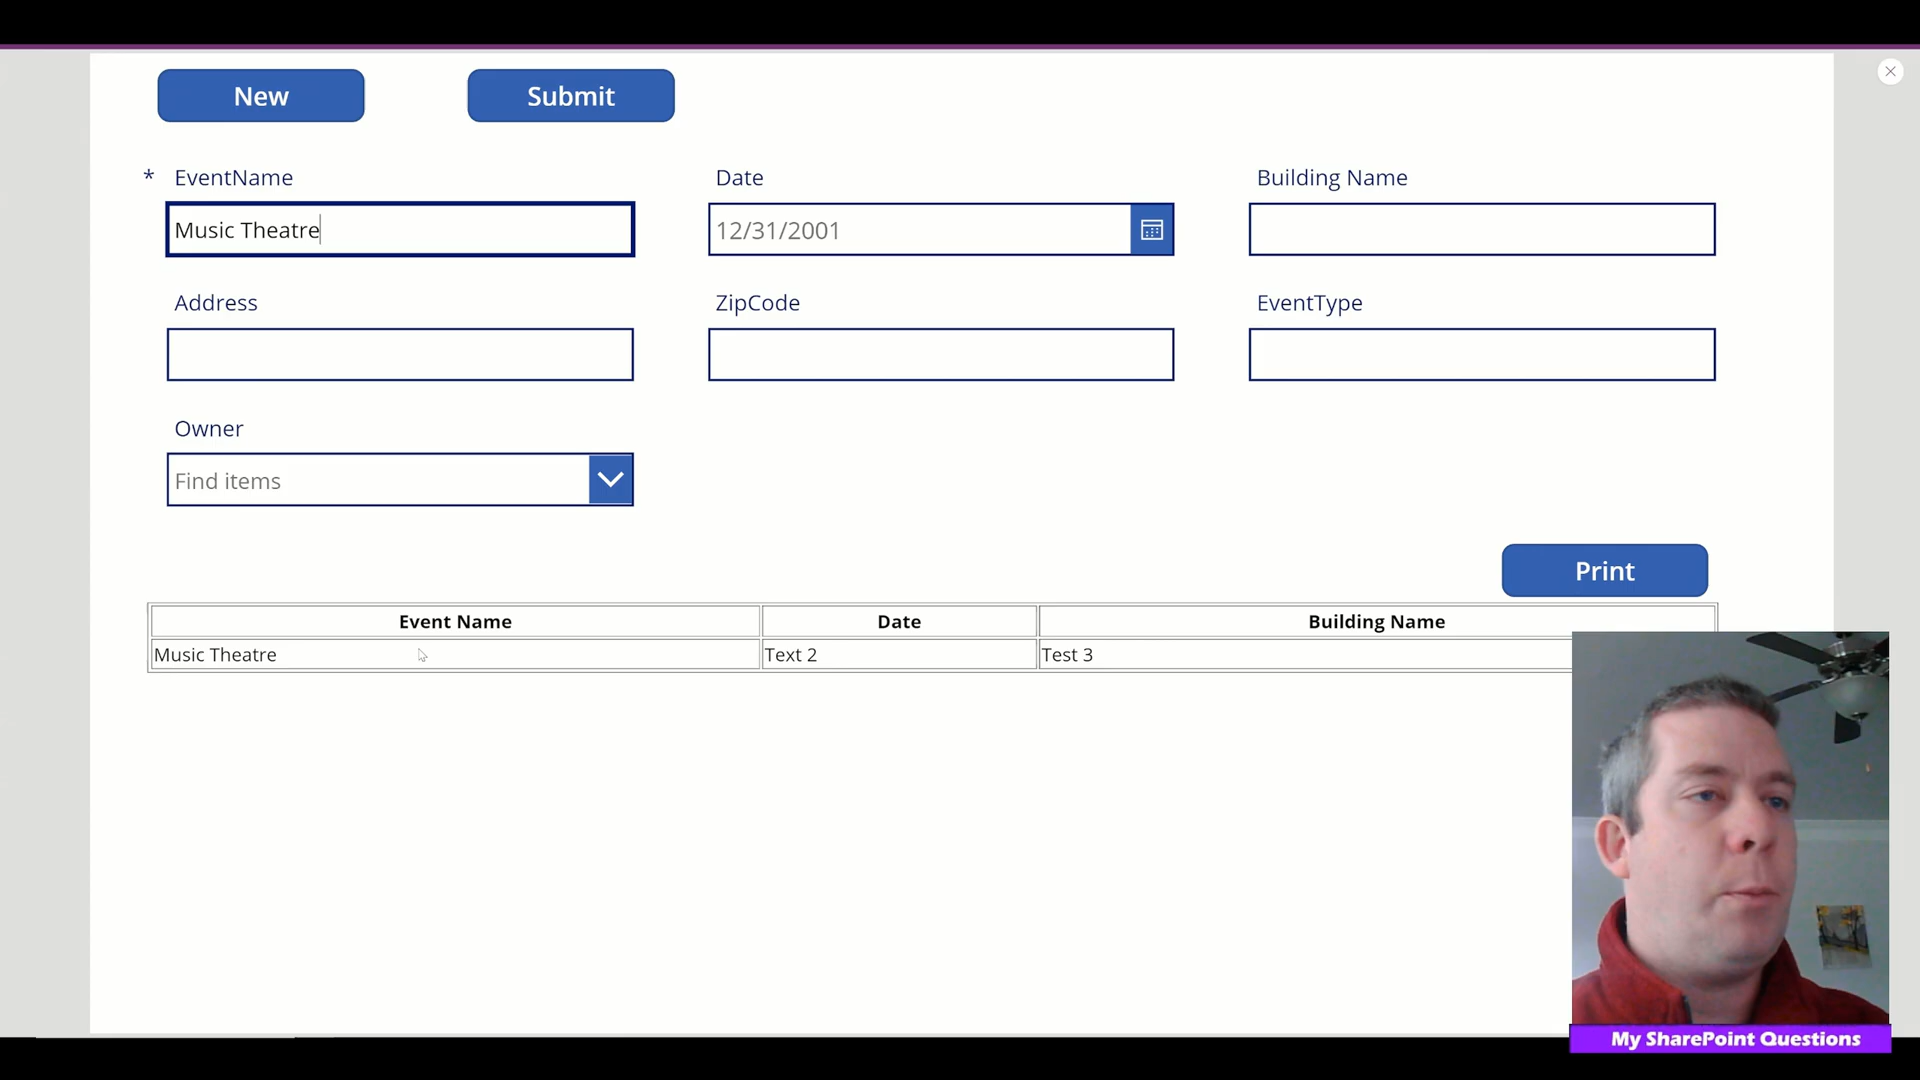 New Submit
* EventName Date Building Name
Music Theatre 12/31/2001
Address ZipCode EventType
Owner
Find items
Print
Event Name Date Building Name
Music Theatre Text 2 Test 3
My SharePoint Questions